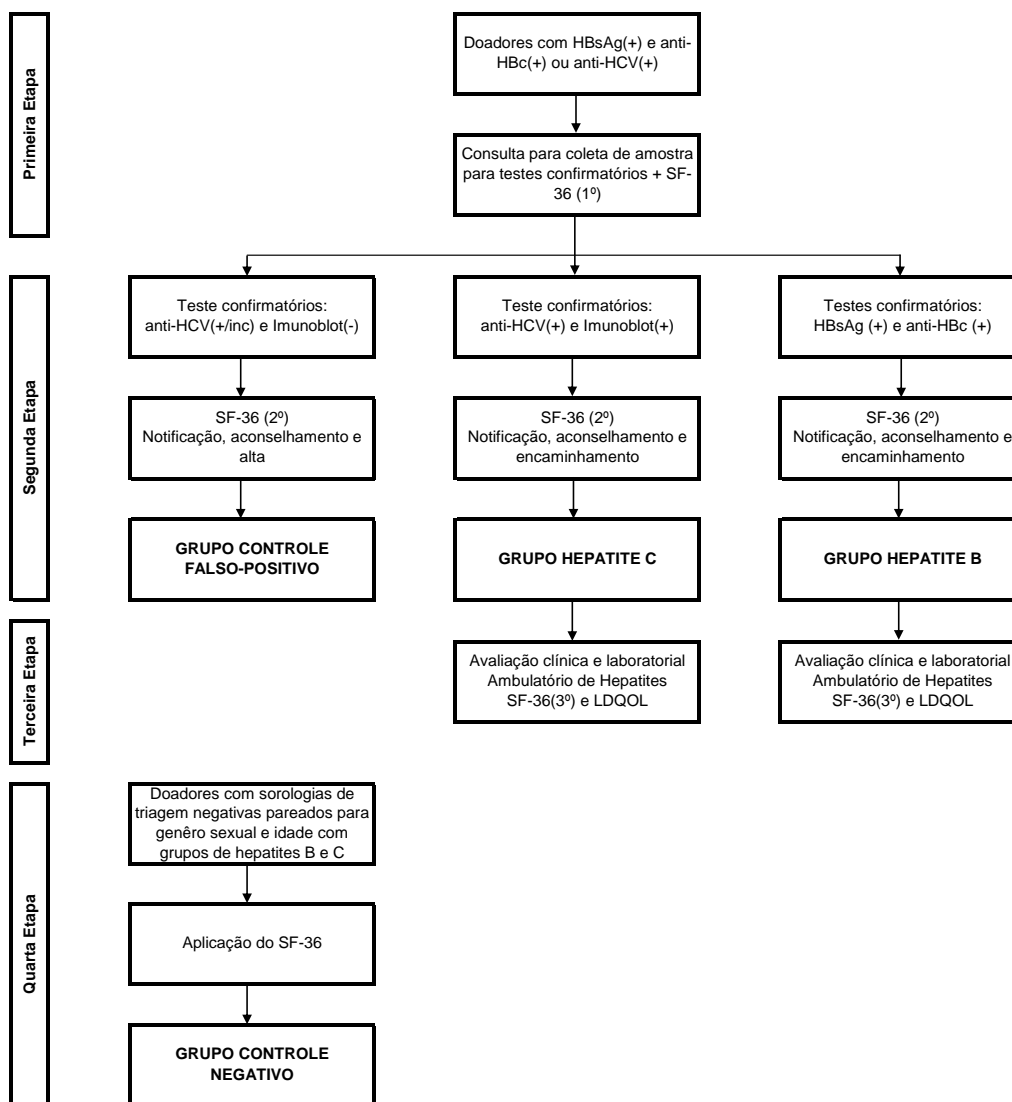 Primeira Etapa
Doadores com HBsAg(+) e anti-
HBc(+) ou anti-HCV(+)
Consulta para coleta de amostra
para testes confirmatórios + SF-
36 (1º)
Segunda Etapa
Teste confirmatórios:
anti-HCV(+/inc) e Imunoblot(-)
Teste confirmatórios:
anti-HCV(+) e Imunoblot(+)
Testes confirmatórios:
HBsAg (+) e anti-HBc (+)
SF-36 (2º)
Notificação, aconselhamento e
alta
SF-36 (2º)
Notificação, aconselhamento e
encaminhamento
SF-36 (2º)
Notificação, aconselhamento e
encaminhamento
GRUPO CONTROLE
FALSO-POSITIVO
GRUPO HEPATITE C
GRUPO HEPATITE B
Terceira Etapa
Avaliação clínica e laboratorial
Ambulatório de Hepatites
SF-36(3º) e LDQOL
Avaliação clínica e laboratorial
Ambulatório de Hepatites
SF-36(3º) e LDQOL
Quarta Etapa
Doadores com sorologias de
triagem negativas pareados para
genêro sexual e idade com
grupos de hepatites B e C
Aplicação do SF-36
GRUPO CONTROLE
NEGATIVO